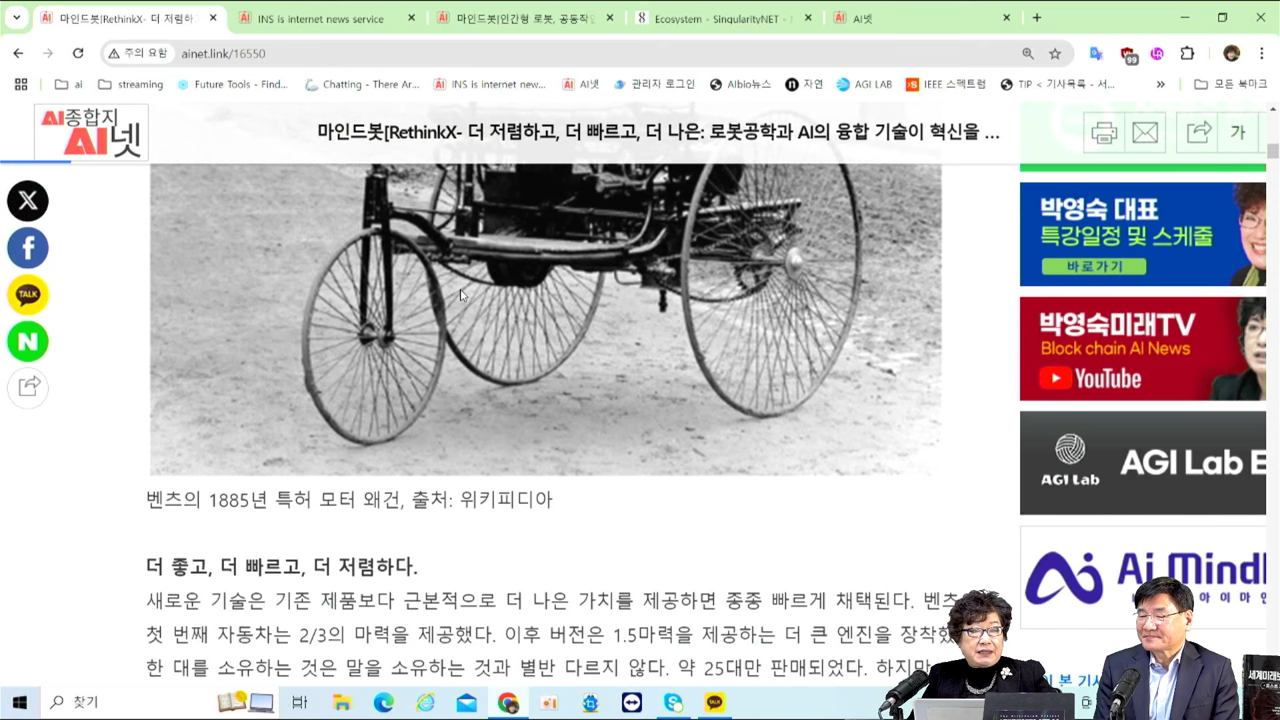 마인드봇[RethinkX- 더 저렴하고
INS is internet news service
마인드봇[인간형 로봇, 공동작
Ecosystem - SingularityNET -
AI넷
주의 요함
ainet.link/16550
99
ai
streaming
Future Tools - Find...
Chatting - There Ar...
INS is internet new...
AI넷
관리자 로그인
Albio뉴스
자연
AGI LAB
IEEE 스펙트럼
TIP < 기사목록 - 서...
모든 북마크
AI종합지
AI넷
마인드봇[RethinkX- 더 저렴하고, 더 빠르고, 더 나은: 로봇공학과 AI의 융합 기술이 혁신을 ...
가
TALK
N
박영숙 대표
특강일정 및 스케줄
바로가기
박영숙미래TV
Block chain AI News
YouTube
AGI Lab
AGI Lab E
Ai Mind
벤츠의 1885년 특허 모터 왜건, 출처: 위키피디아
더 좋고, 더 빠르고, 더 저렴하다.
새로운 기술은 기존 제품보다 근본적으로 더 나은 가치를 제공하면 종종 빠르게 채택된다. 벤츠
첫 번째 자동차는 2/3의 마력을 제공했다. 이후 버전은 1.5마력을 제공하는 더 큰 엔진을 장착했
한 대를 소유하는 것은 말을 소유하는 것과 별반 다르지 않다. 약 25대만 판매되었다. 하지만
이 본 기사
세계미래보
찾기
TALK